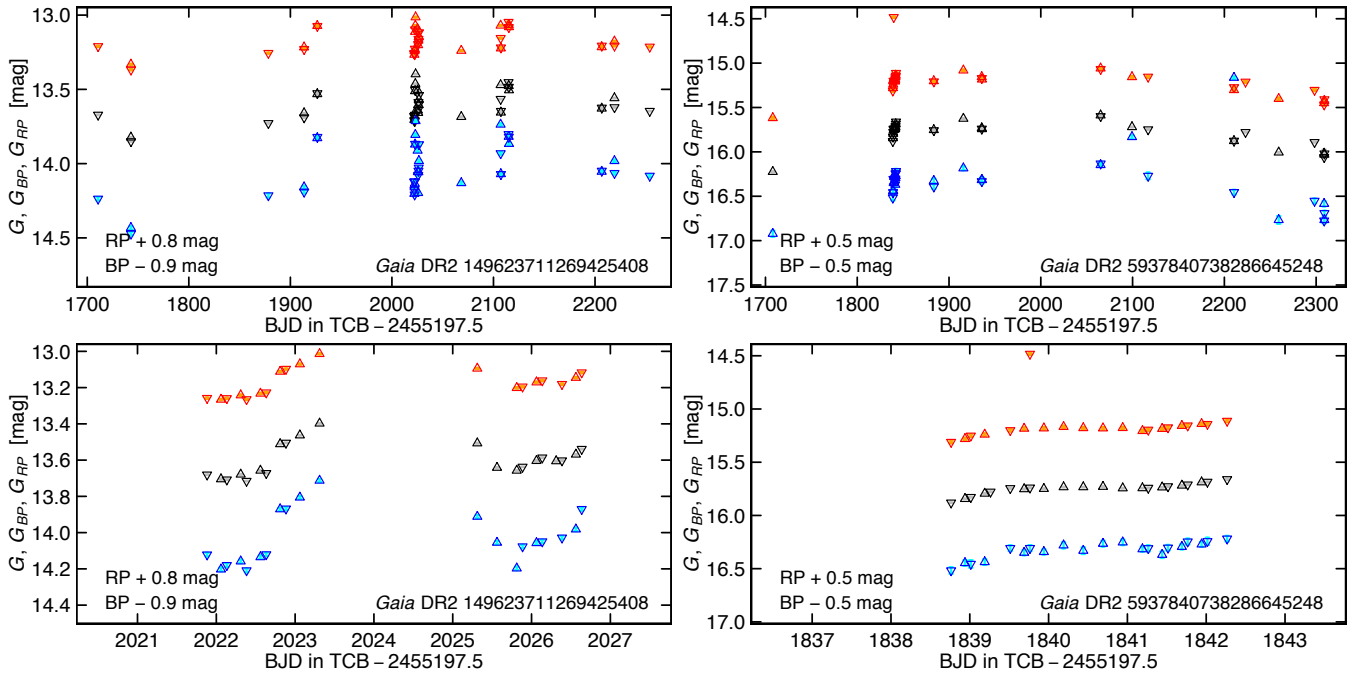 G, G_BP, G_RP [mag]
13.0
13.5
14.0
14.5
RP + 0.8 mag
BP − 0.9 mag
Gaia DR2 149623711269425408
1700 1800 1900 2000 2100 2200
BJD in TCB − 2455197.5
14.5
15.0
15.5
16.0
16.5
17.0
17.5
RP + 0.5 mag
BP − 0.5 mag
Gaia DR2 5937840738286645248
1700 1800 1900 2000 2100 2200 2300
BJD in TCB − 2455197.5
G, G_BP, G_RP [mag]
13.0
13.2
13.4
13.6
13.8
14.0
14.2
14.4
RP + 0.8 mag
BP − 0.9 mag
Gaia DR2 149623711269425408
2021 2022 2023 2024 2025 2026 2027
BJD in TCB − 2455197.5
G, G_BP, G_RP [mag]
14.5
15.0
15.5
16.0
16.5
17.0
RP + 0.5 mag
BP − 0.5 mag
Gaia DR2 5937840738286645248
1837 1838 1839 1840 1841 1842 1843
BJD in TCB − 2455197.5